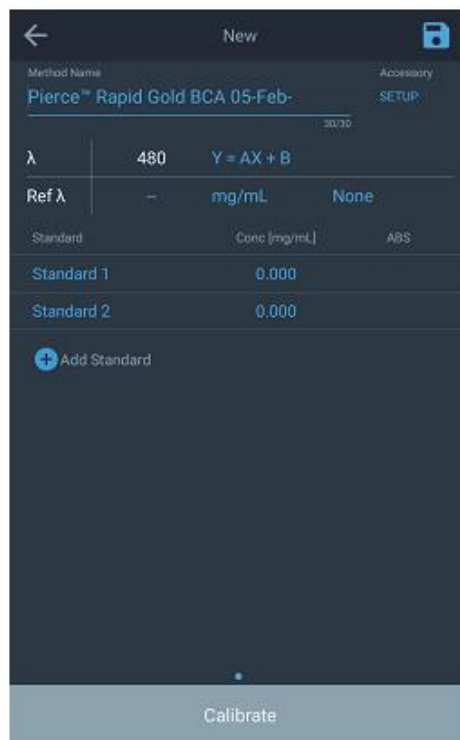 New
Method Name
Accessory
Pierce™ Rapid Gold BCA 05-Feb-
SETUP
30/30
λ 480 Y = AX + B
Ref λ – mg/mL None
Standard Conc [mg/mL] ABS
Standard 1 0.000
Standard 2 0.000
Add Standard
Calibrate